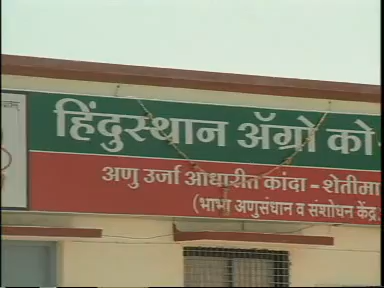 हिंदुस्थान ॲग्रो को-
अणु उर्जा आधारीत कांदा - शेतीमा
(भाभा अणुसंधान व संशोधन केंद्र